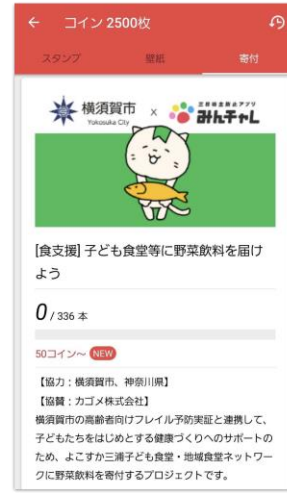 ← コイン 2500枚
スタンプ 壁紙 寄付
横須賀市 × 三日坊主防止アプリ
Yokosuka City みんチャレ
[食支援] 子ども食堂等に野菜飲料を届け
よう
0 / 336 本
50コイン〜 NEW
【協力：横須賀市、神奈川県】
【協賛：カゴメ株式会社】
横須賀市の高齢者向けフレイル予防実証と連携して、
子どもたちをはじめとする健康づくりへのサポートの
ため、よこすか三浦子ども食堂・地域食堂ネットワー
クに野菜飲料を寄付するプロジェクトです。